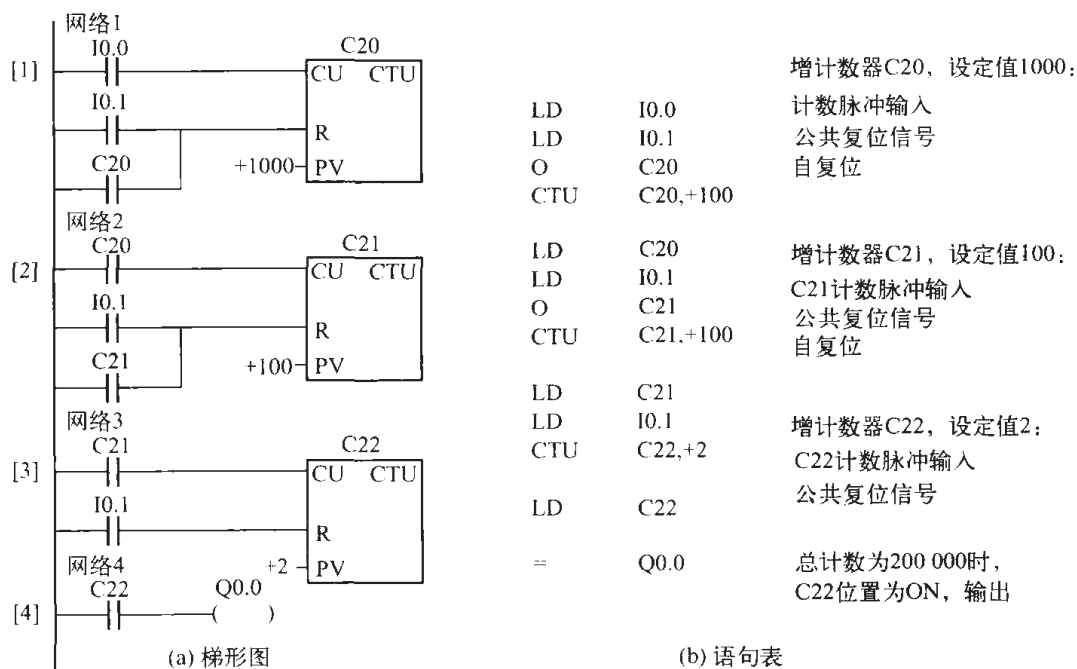 网络1
I0.0
C20
[1]
CU CTU
I0.1
R
C20
+1000
PV
网络2
C20
C21
[2]
CU CTU
I0.1
R
C21
+100
PV
网络3
C21
C22
[3]
CU CTU
I0.1
R
+2
PV
网络4
C22
Q0.0
[4]
( )
(a) 梯形图
增计数器C20，设定值1000：
LD I0.0 计数脉冲输入
LD I0.1 公共复位信号
O C20 自复位
CTU C20,+100
LD C20 增计数器C21，设定值100：
LD I0.1 C21计数脉冲输入
O C21 公共复位信号
CTU C21,+100 自复位
LD C21
LD I0.1 增计数器C22，设定值2：
CTU C22,+2 C22计数脉冲输入
公共复位信号
LD C22
= Q0.0 总计数为200 000时，
C22位置为ON，输出
(b) 语句表